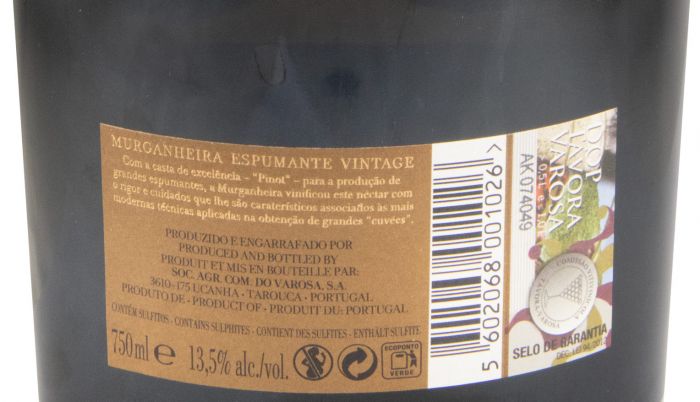 MURGANHEIRA ESPUMANTE VINTAGE
Com a casta de excelência – "Pinot" – para a produção de
grandes espumantes, a Murganheira vinificou este néctar com
o rigor e cuidados que lhe são caraterísticos associados às mais
modernas técnicas aplicadas na obtenção de grandes "cuvées".
PRODUZIDO E ENGARRAFADO POR
PRODUCED AND BOTTLED BY
PRODUIT ET MIS EN BOUTEILLE PAR:
SOC. AGR. COM. DO VAROSA, S.A.
3610-175 UCANHA - TAROUCA - PORTUGAL
PRODUTO DE - PRODUCT OF - PRODUIT DU: PORTUGAL
CONTÉM SULFITOS - CONTAINS SULPHITES - CONTIENT DES SULFITES - ENTHÄLT SULFITE
750ml e 13,5% alc./vol.
ECOPONTO
VERDE
5 602068 001026 >
DOP
TÁVORA
VAROSA
AK 074049
SELO DE GARANTIA